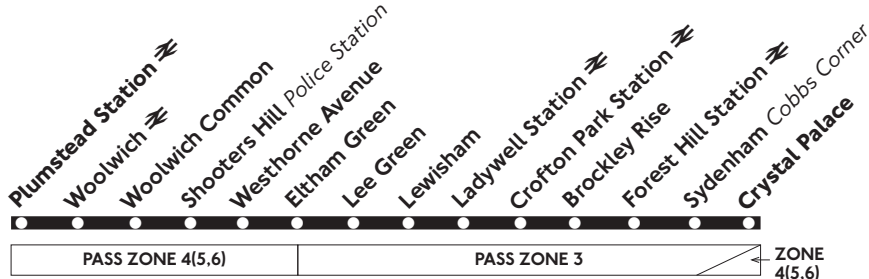 Plumstead Station
Woolwich
Woolwich Common
Shooters Hill Police Station
Westhorne Avenue
Eltham Green
Lee Green
Lewisham
Ladywell Station
Crofton Park Station
Brockley Rise
Forest Hill Station
Sydenham Cobbs Corner
Crystal Palace
PASS ZONE 4(5,6)
PASS ZONE 3
ZONE
4(5,6)